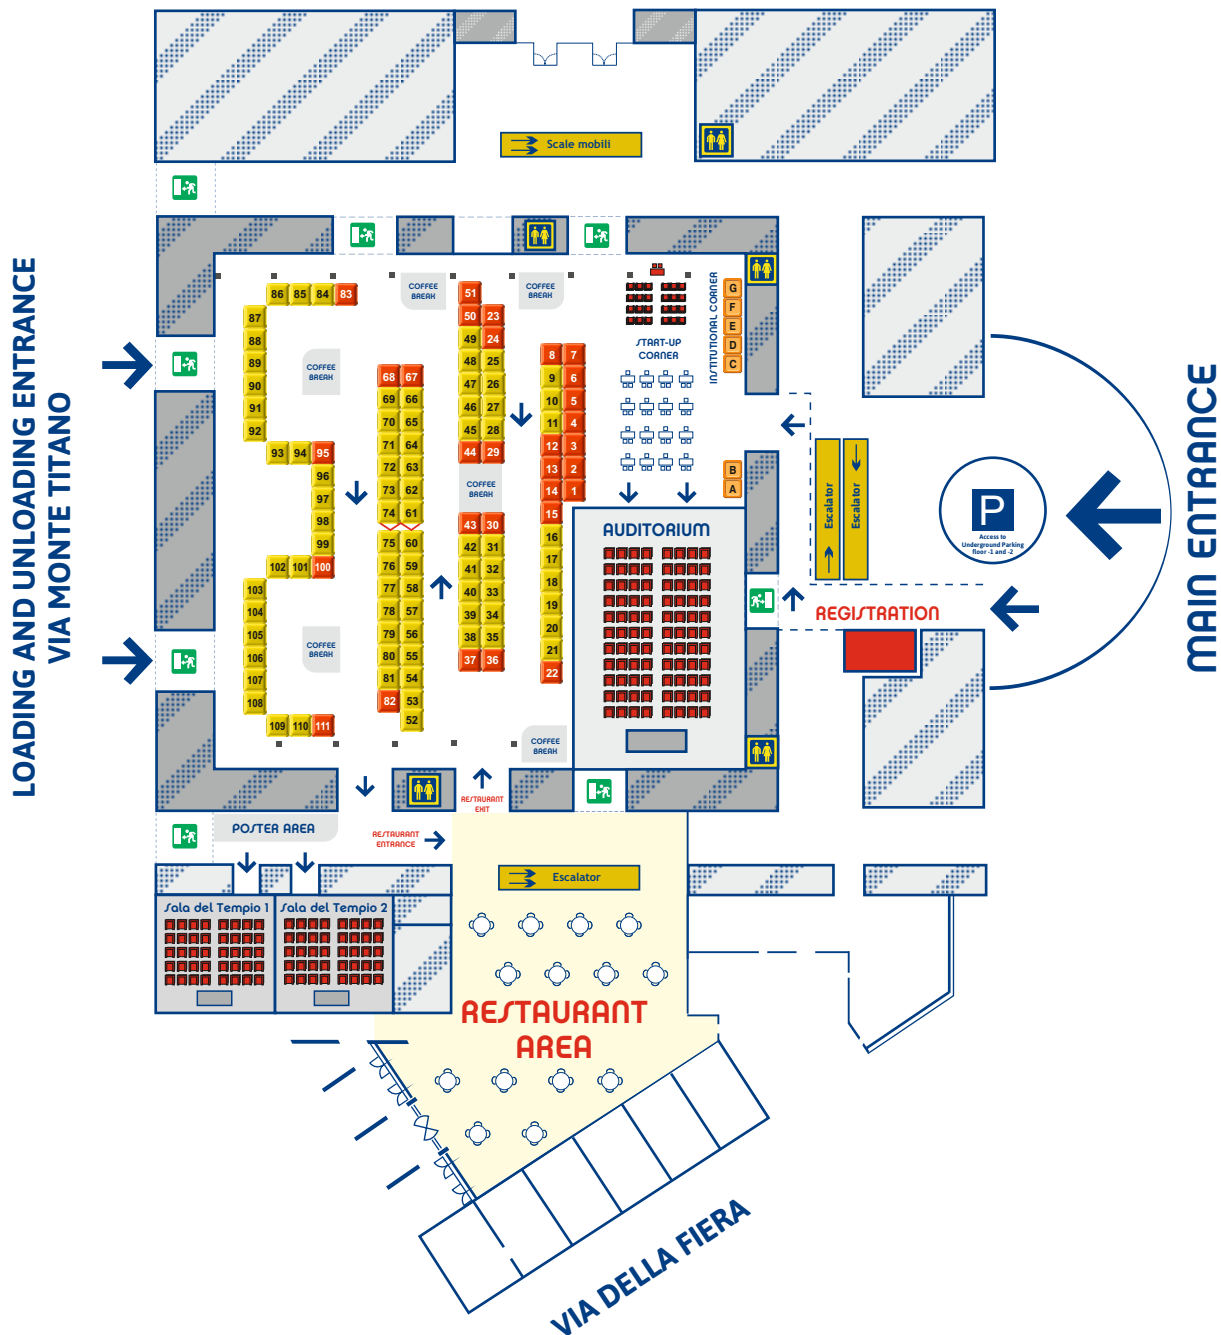 Scale mobili
LOADING AND UNLOADING ENTRANCE
VIA MONTE TITANO
COFFEE
BREAK
COFFEE
BREAK
COFFEE
BREAK
COFFEE
BREAK
COFFEE
BREAK
COFFEE
BREAK
86 85 84 83
87
88
89
90
91
92
93 94 95
96
97
98
99
102 101 100
103
104
105
106
107
108
109 110 111
68 67
69 66
70 65
71 64
72 63
73 62
74 61
75 60
76 59
77 58
78 57
79 56
80 55
81 54
82 53
52
51
50 23
49 24
48 25
47 26
46 27
45 28
44 29
43 30
42 31
41 32
40 33
39 34
38 35
37 36
8 7
9 6
10 5
11 4
12 3
13 2
14 1
15
16
17
18
19
20
21
22
START-UP
CORNER
INSTITUTIONAL CORNER
G
F
E
D
C
B
A
AUDITORIUM
Escalator
Escalator
P
Access to
Underground Parking
floor -1 and -2
MAIN ENTRANCE
REGISTRATION
POSTER AREA
RESTAURANT
EXIT
RESTAURANT
ENTRANCE
Escalator
Sala del Tempio 1
Sala del Tempio 2
RESTAURANT
AREA
VIA DELLA FIERA